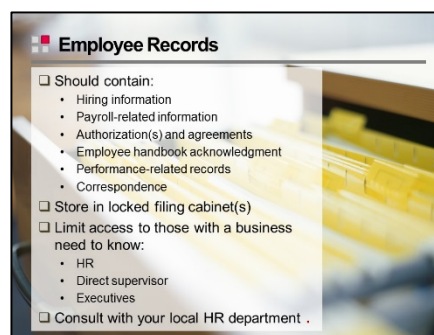 Employee Records
❑ Should contain:
• Hiring information
• Payroll-related information
• Authorization(s) and agreements
• Employee handbook acknowledgment
• Performance-related records
• Correspondence
❑ Store in locked filing cabinet(s)
❑ Limit access to those with a business
need to know:
• HR
• Direct supervisor
• Executives
❑ Consult with your local HR department .